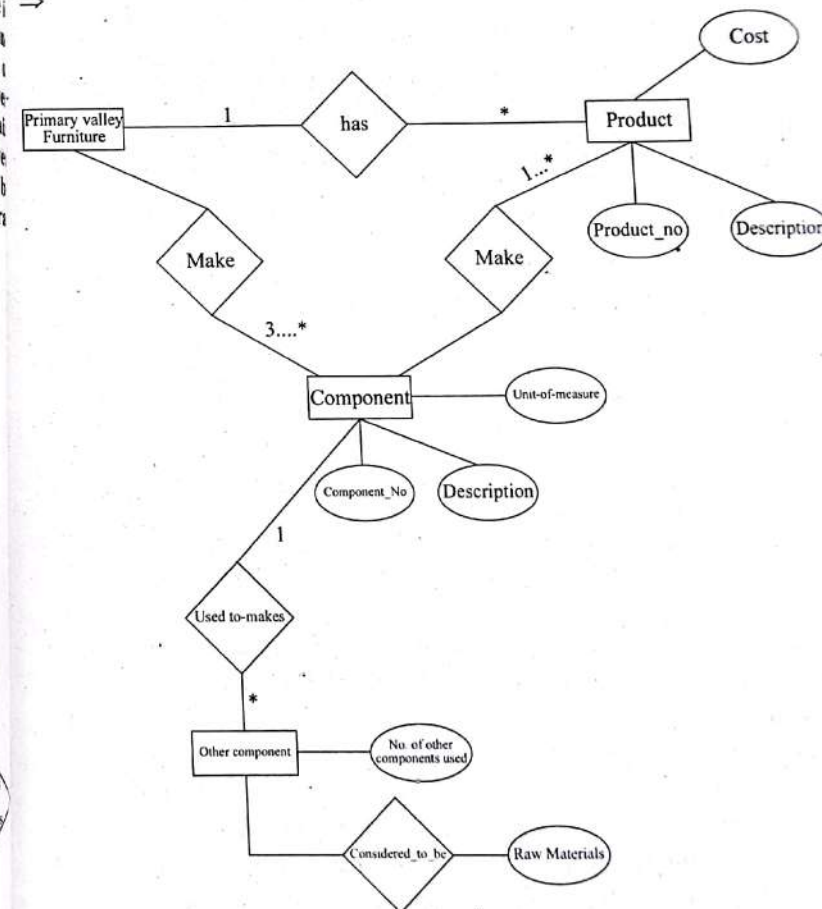 Cost
Primary valley
Furniture
1
has
*
Product
1...*
Product_no
Description
Make
Make
3....*
Component
Unit-of-measure
Component_No
Description
1
Used to-makes
*
Other component
No. of other
components used
Considered_to_be
Raw Materials